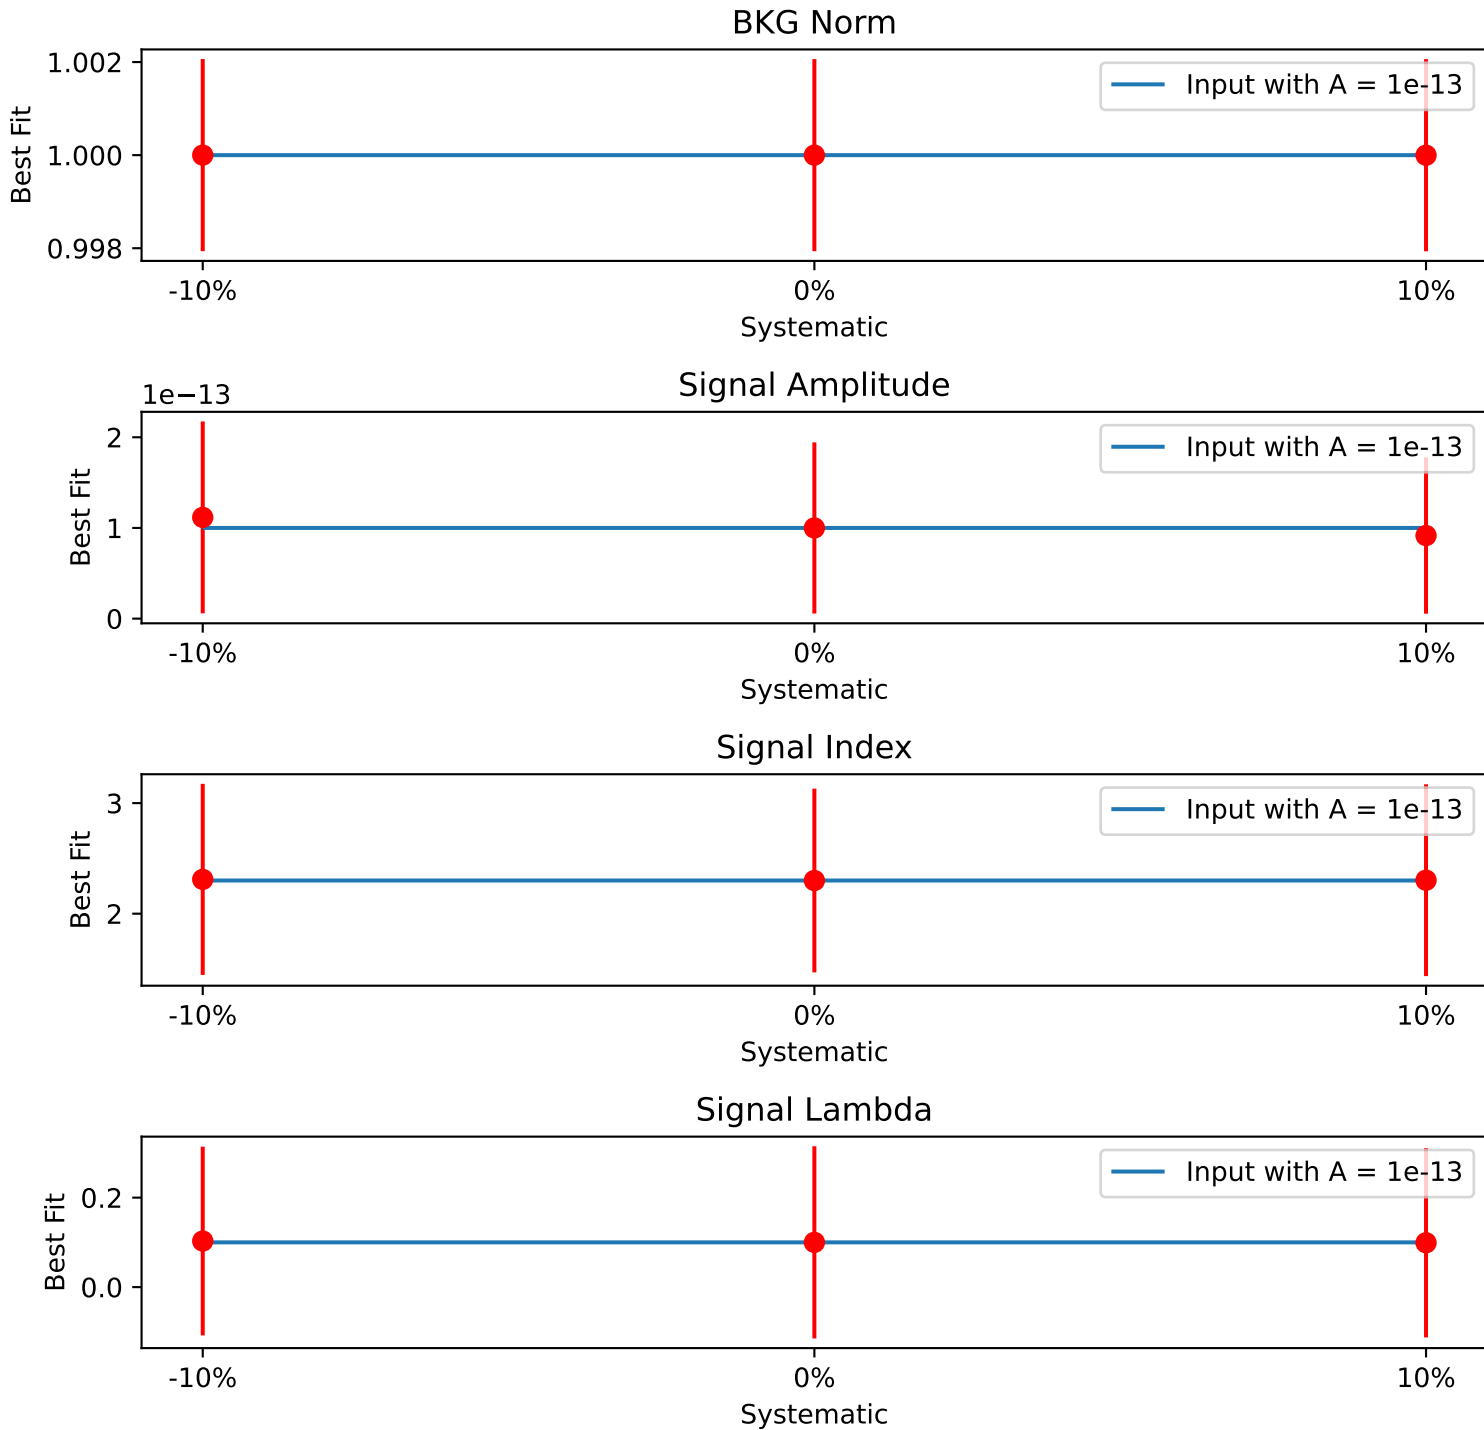 BKG Norm
1.002
Input with A = 1e-13
Best Fit
1.000
0.998
-10% 0% 10%
Systematic
Signal Amplitude
1e−13
2
Input with A = 1e-13
Best Fit
1
0
-10% 0% 10%
Systematic
Signal Index
3
Input with A = 1e-13
Best Fit
2
-10% 0% 10%
Systematic
Signal Lambda
Input with A = 1e-13
0.2
Best Fit
0.0
-10% 0% 10%
Systematic